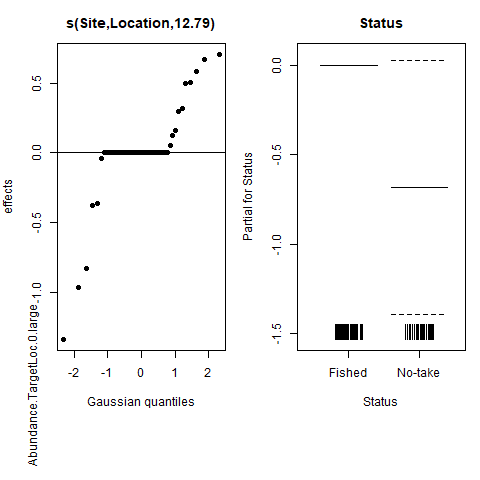 s(Site,Location,12.79)
effects
Abundance.TargetLoc.0.large
0.5
0.0
-0.5
-1.0
-2
-1
0
1
2
Gaussian quantiles
Status
Partial for Status
0.0
-0.5
-1.0
-1.5
Fished
No-take
Status